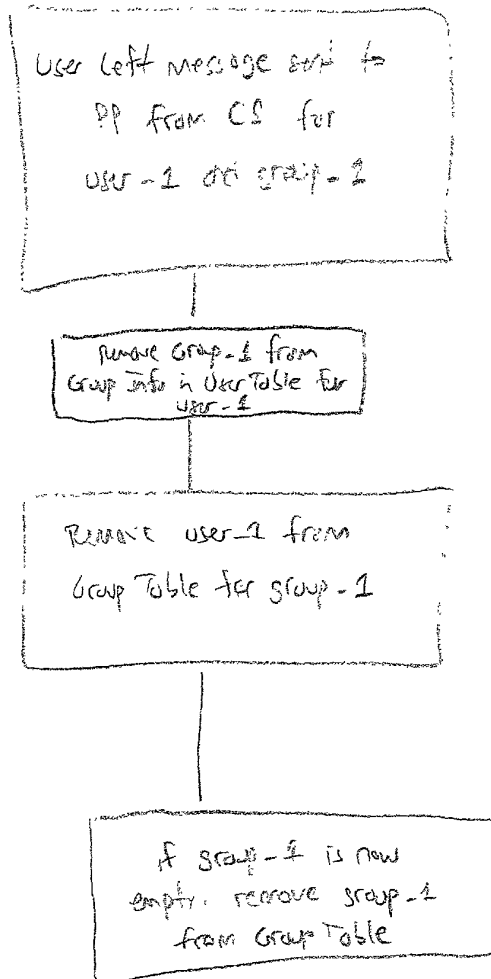 User Left Message sent to
PP from CS for
user-1 on group-1
Remove Group-1 from
Group Info in User Table for
user-1
Remove user-1 from
Group Table for group-1
if group-1 is now
empty, remove group-1
from Group Table